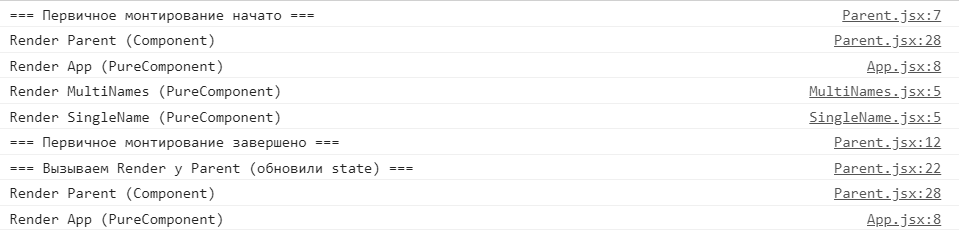 === Первичное монтирование начато === Parent.jsx:7
Render Parent (Component) Parent.jsx:28
Render App (PureComponent) App.jsx:8
Render MultiNames (PureComponent) MultiNames.jsx:5
Render SingleName (PureComponent) SingleName.jsx:5
=== Первичное монтирование завершено === Parent.jsx:12
=== Вызываем Render у Parent (обновили state) === Parent.jsx:22
Render Parent (Component) Parent.jsx:28
Render App (PureComponent) App.jsx:8